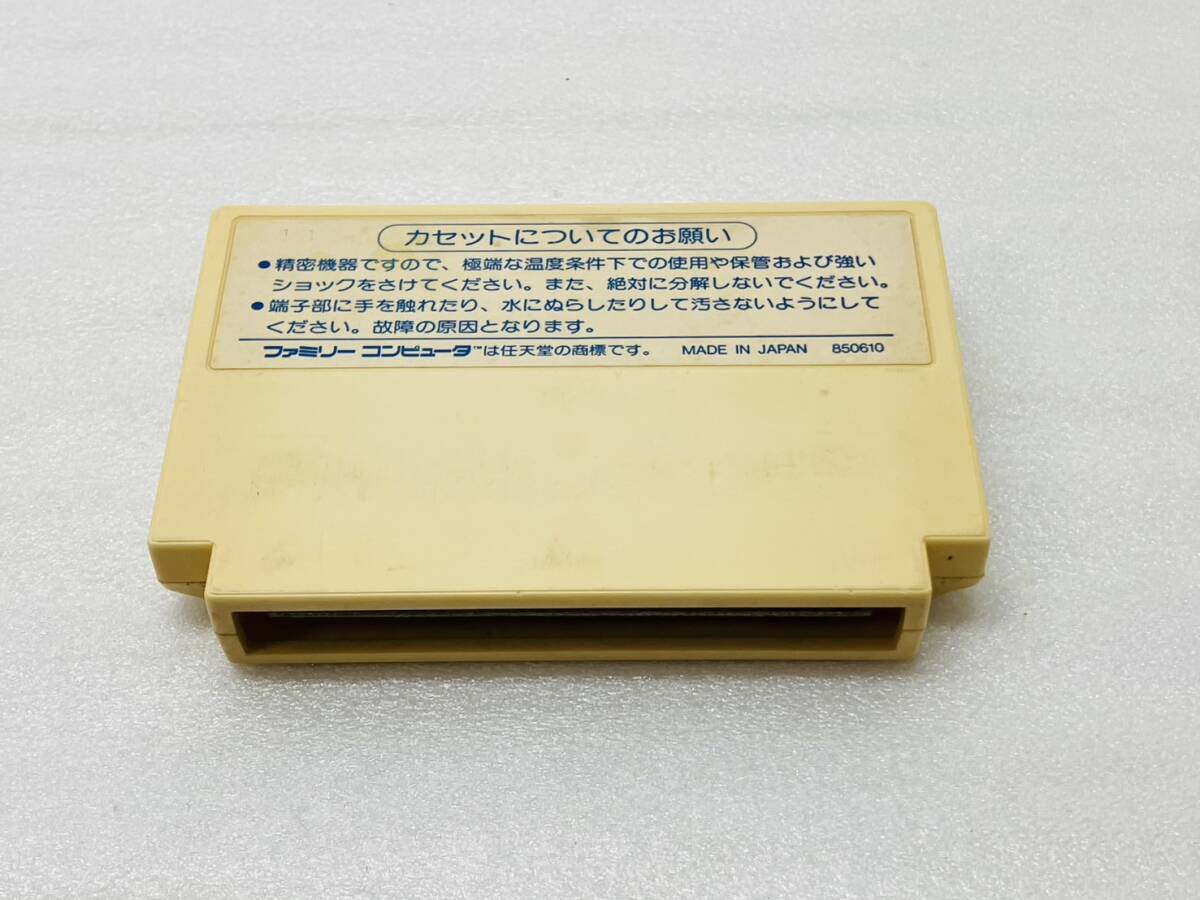 カセットについてのお願い
●精密機器ですので、極端な温度条件下での使用や保管および強い
ショックをさけてください。また、絶対に分解しないでください。
●端子部に手を触れたり、水にぬらしたりして汚さないようにして
ください。故障の原因となります。
ファミリー コンピュータ™は任天堂の商標です。 MADE IN JAPAN 850610